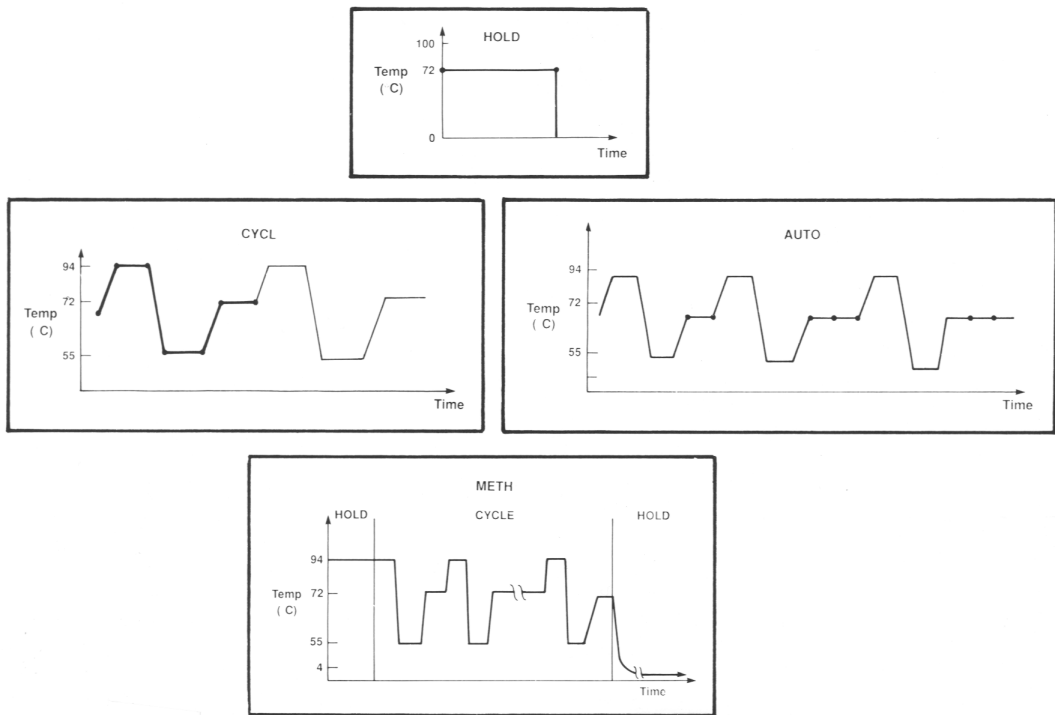 HOLD
100
Temp
72
( C)
0
Time
CYCL
94
72
Temp
( C)
55
Time
AUTO
94
72
Temp
( C)
55
Time
METH
HOLD
CYCLE
HOLD
94
72
Temp
( C)
55
4
Time